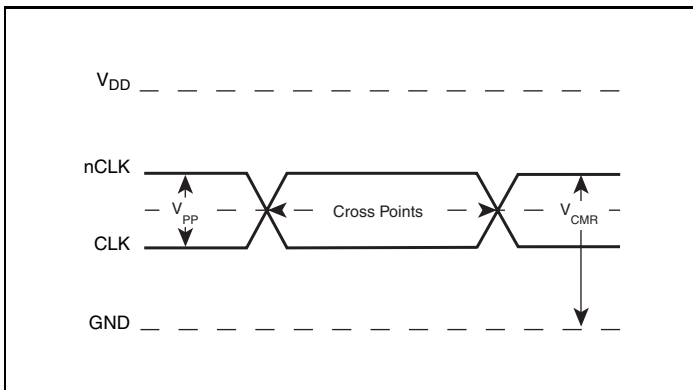 VDD
nCLK
VPP
Cross Points
VCMR
CLK
GND